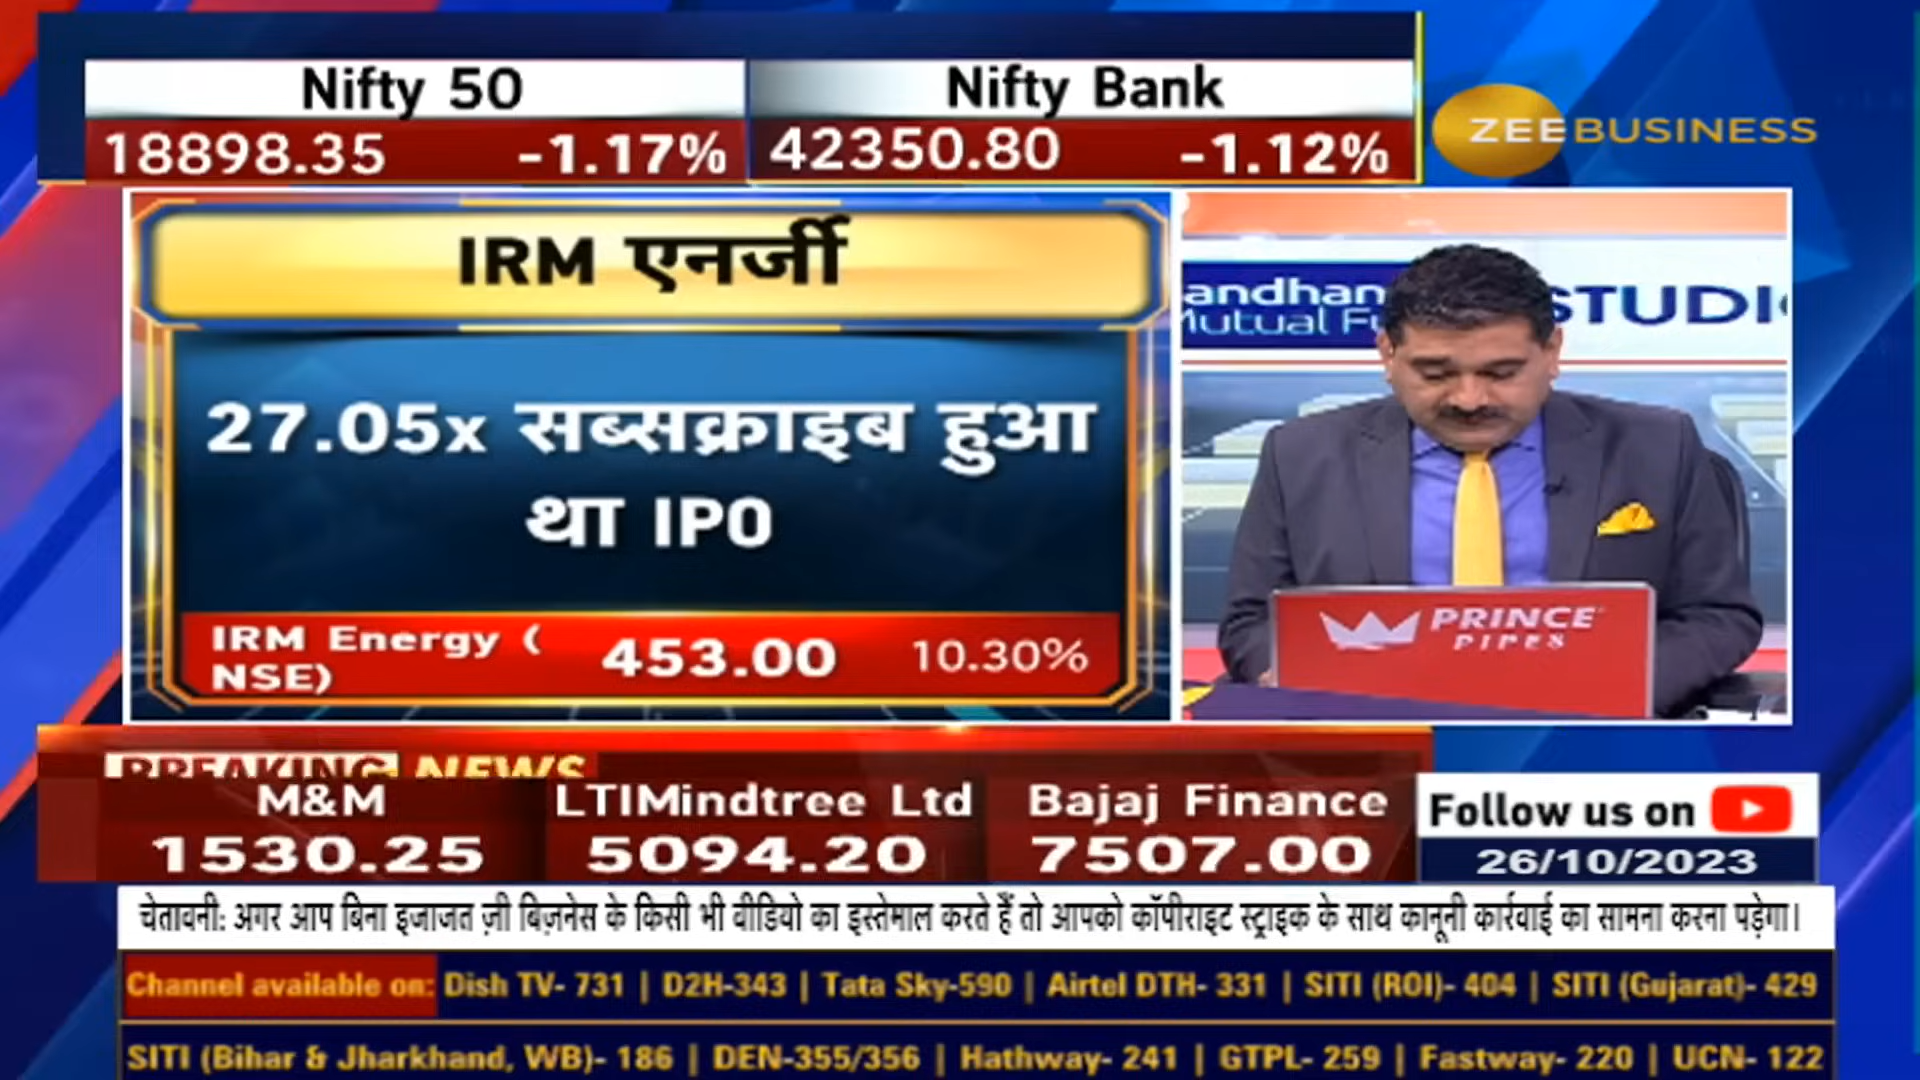 Nifty 50
18898.35 -1.17%
Nifty Bank
42350.80 -1.12%
ZEEBUSINESS
IRM एनर्जी
27.05x सब्सक्राइब हुआ
था IPO
IRM Energy (
NSE)
453.00 10.30%
andhan
Mutual F
STUDI
PRINCE
PIPES
BREAKING NEWS
M&M
1530.25
LTIMindtree Ltd
5094.20
Bajaj Finance
7507.00
Follow us on
26/10/2023
चेतावनी: अगर आप बिना इजाजत ज़ी बिज़नेस के किसी भी वीडियो का इस्तेमाल करते हैं तो आपको कॉपीराइट स्ट्राइक के साथ कानूनी कार्रवाई का सामना करना पड़ेगा।
Channel available on: Dish TV- 731 | D2H-343 | Tata Sky-590 | Airtel DTH- 331 | SITI (ROI)- 404 | SITI (Gujarat)- 429
SITI (Bihar & Jharkhand, WB)- 186 | DEN-355/356 | Hathway- 241 | GTPL- 259 | Fastway- 220 | UCN- 122